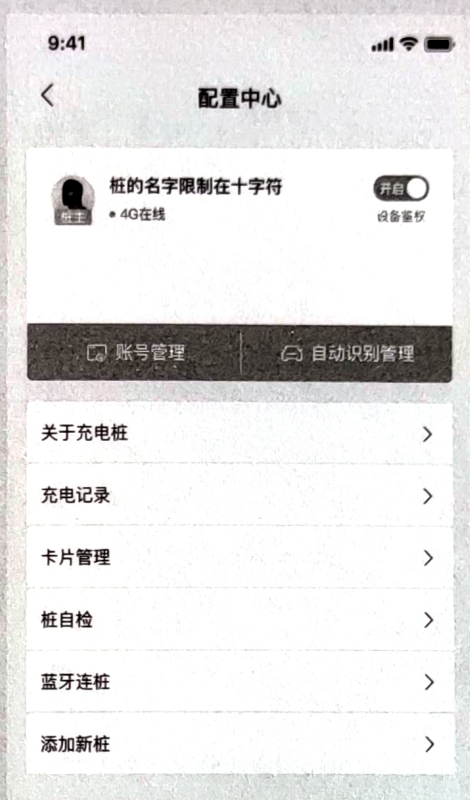 9:41
配置中心
桩的名字限制在十字符
4G在线
桩主
开启
设备鉴权
账号管理
自动识别管理
关于充电桩
充电记录
卡片管理
桩自检
蓝牙连桩
添加新桩